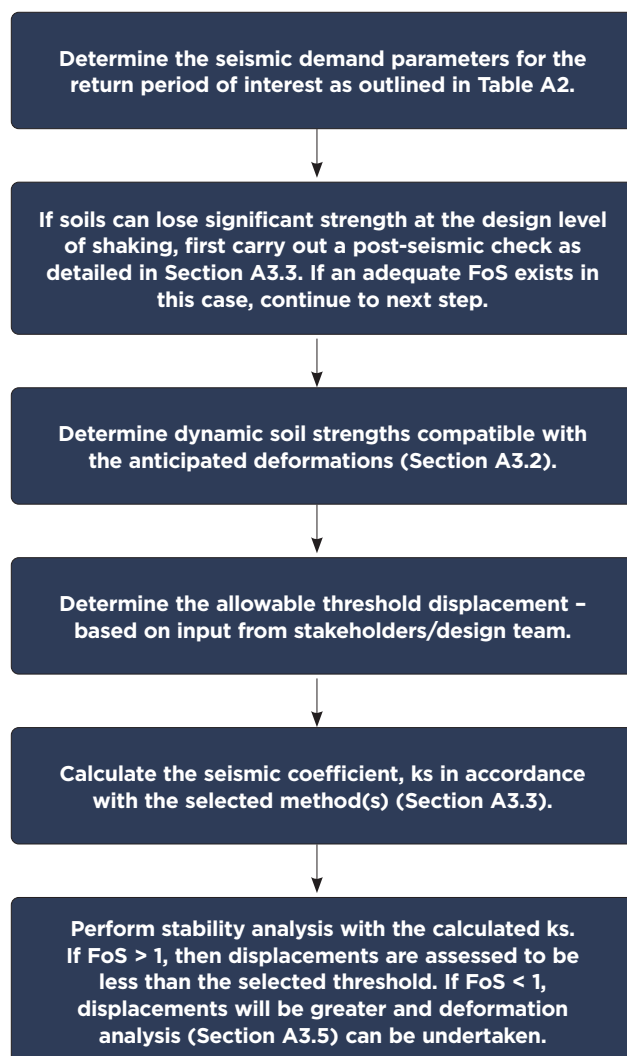 Determine the seismic demand parameters for the
return period of interest as outlined in Table A2.
If soils can lose significant strength at the design level
of shaking, first carry out a post-seismic check as
detailed in Section A3.3. If an adequate FoS exists in
this case, continue to next step.
Determine dynamic soil strengths compatible with
the anticipated deformations (Section A3.2).
Determine the allowable threshold displacement –
based on input from stakeholders/design team.
Calculate the seismic coefficient, ks in accordance
with the selected method(s) (Section A3.3).
Perform stability analysis with the calculated ks.
If FoS > 1, then displacements are assessed to be
less than the selected threshold. If FoS < 1,
displacements will be greater and deformation
analysis (Section A3.5) can be undertaken.